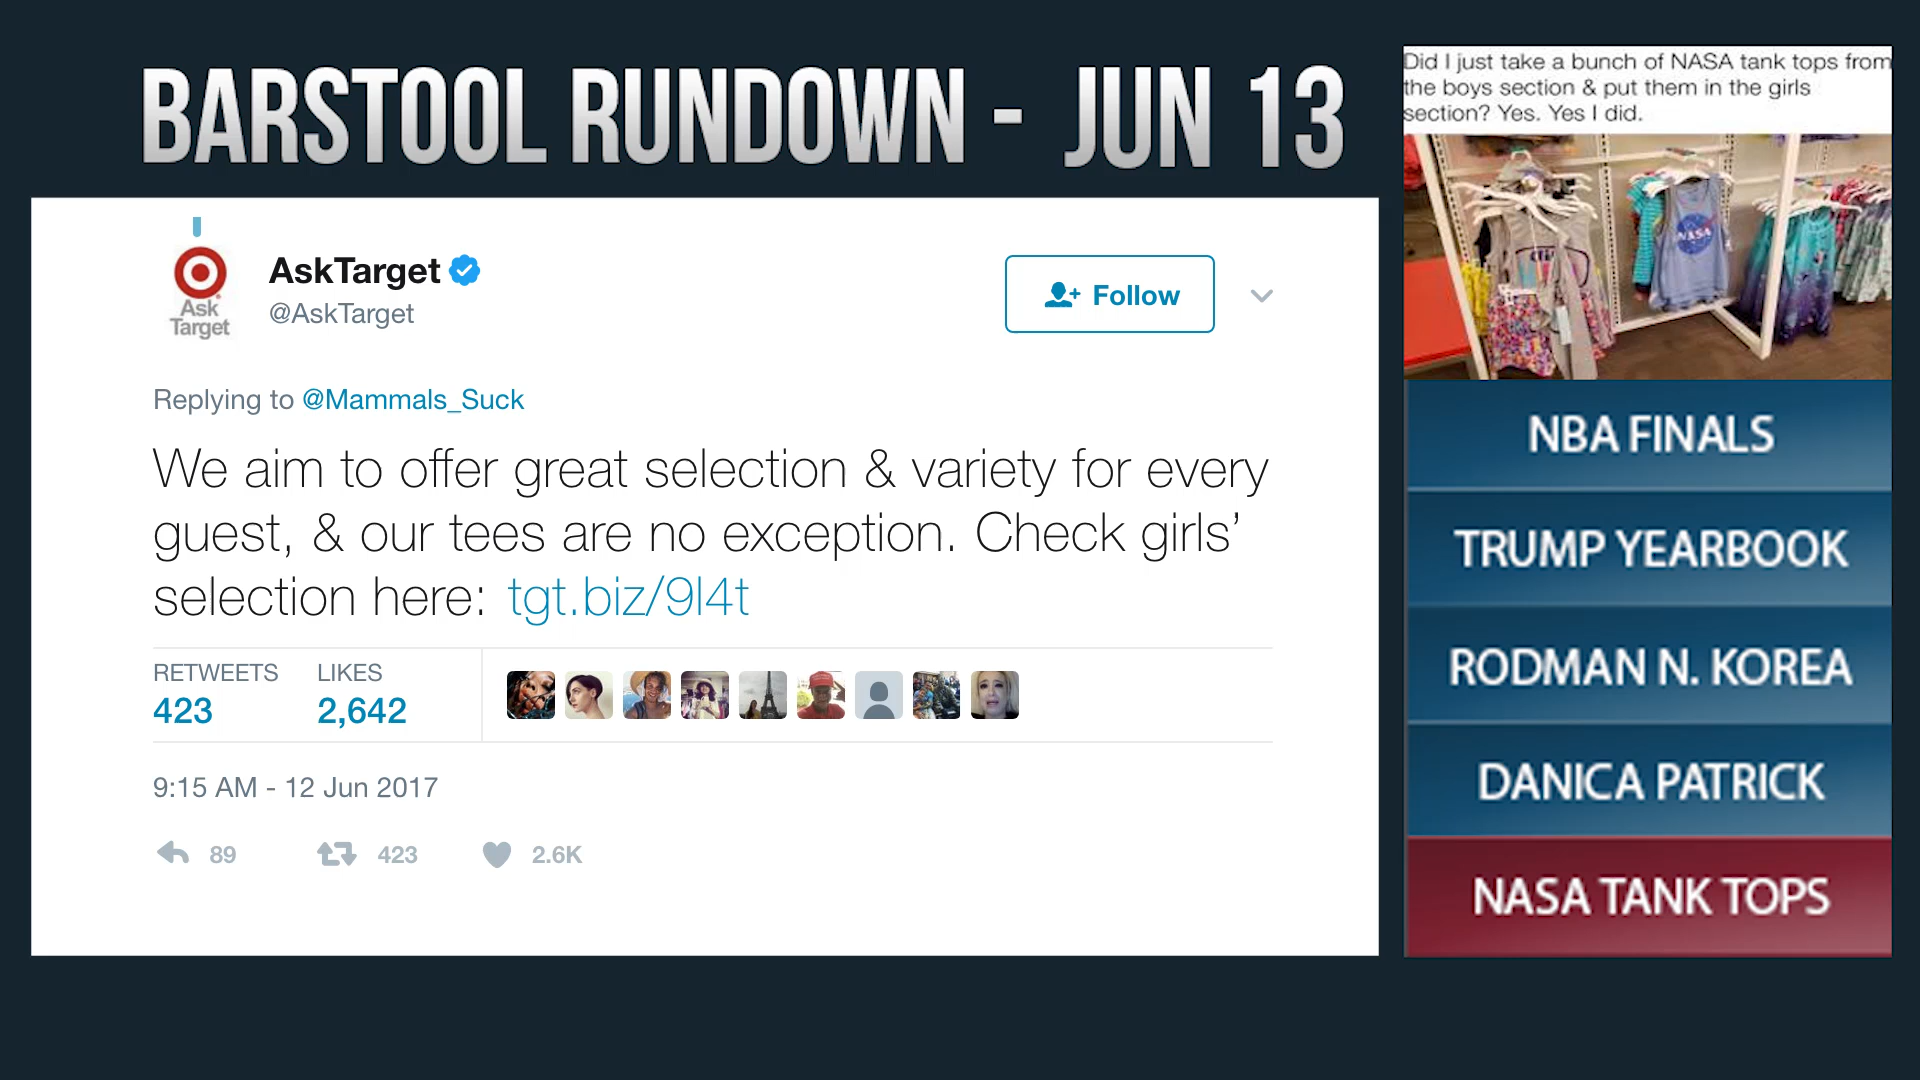 BARSTOOL RUNDOWN - JUN 13
Ask
Target
AskTarget
@AskTarget
Follow
Replying to @Mammals_Suck
We aim to offer great selection & variety for every
guest, & our tees are no exception. Check girls’
selection here: tgt.biz/9l4t
RETWEETS LIKES
423 2,642
9:15 AM - 12 Jun 2017
89 423 2.6K
Did I just take a bunch of NASA tank tops from
the boys section & put them in the girls
section? Yes. Yes I did.
NASA
NBA FINALS
TRUMP YEARBOOK
RODMAN N. KOREA
DANICA PATRICK
NASA TANK TOPS